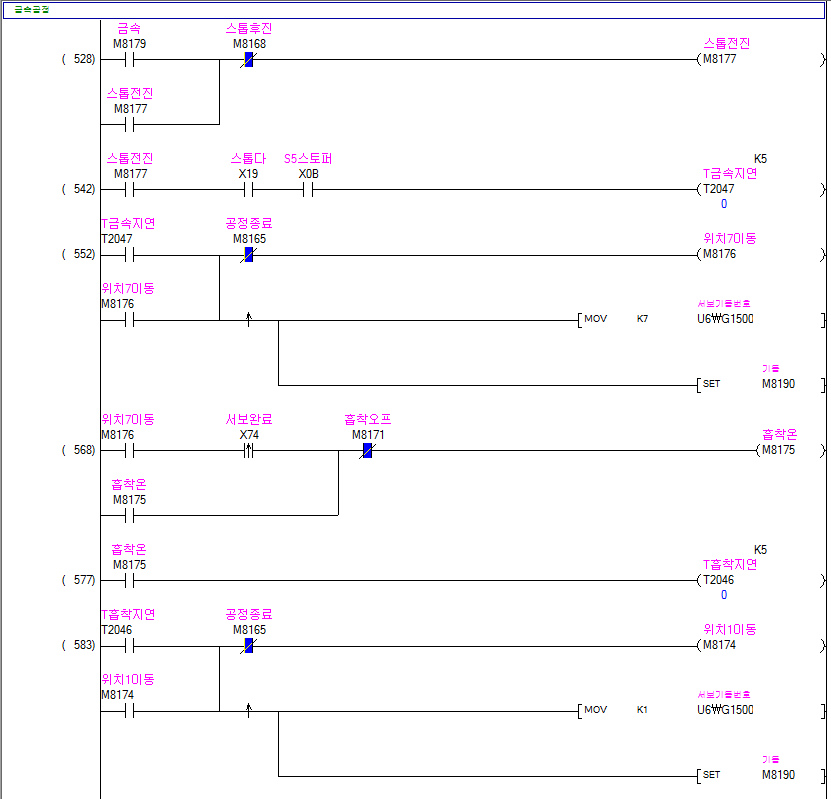 금속공정
금속 스톱후진 스톱전진
M8179 M8168
( 528) M8177
스톱전진
M8177
스톱전진 스톱다 S5스토퍼 K5
M8177 X19 X0B T금속지연
( 542) T2047
0
T금속지연 공정종료 위치7이동
T2047 M8165
( 552) M8176
위치7이동 서보기동번호
M8176
MOV K7 U6₩G1500
기동
SET M8190
위치7이동 서보완료 흡착오프 흡착온
M8176 X74 M8171
( 568) M8175
흡착온
M8175
흡착온 K5
M8175 T흡착지연
( 577) T2046
0
T흡착지연 공정종료 위치1이동
T2046 M8165
( 583) M8174
위치1이동 서보기동번호
M8174
MOV K1 U6₩G1500
기동
SET M8190